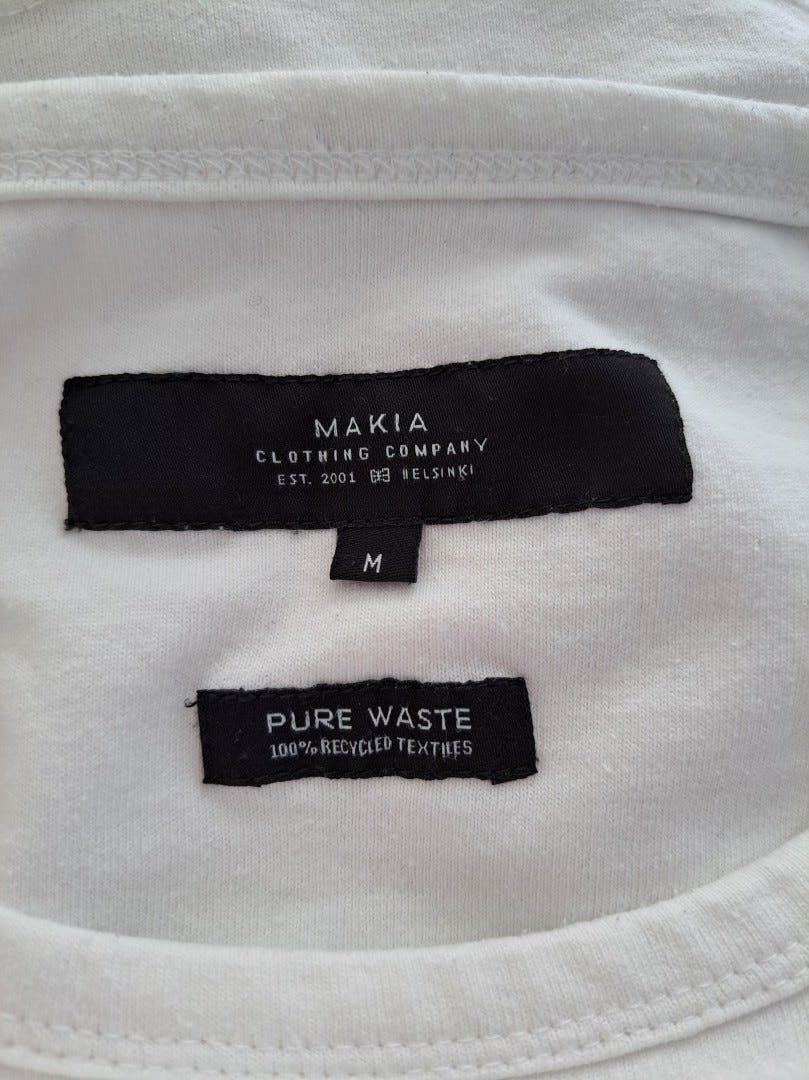 MAKIA
CLOTHING COMPANY
EST. 2001 HELSINKI
M
PURE WASTE
100% RECYCLED TEXTILES